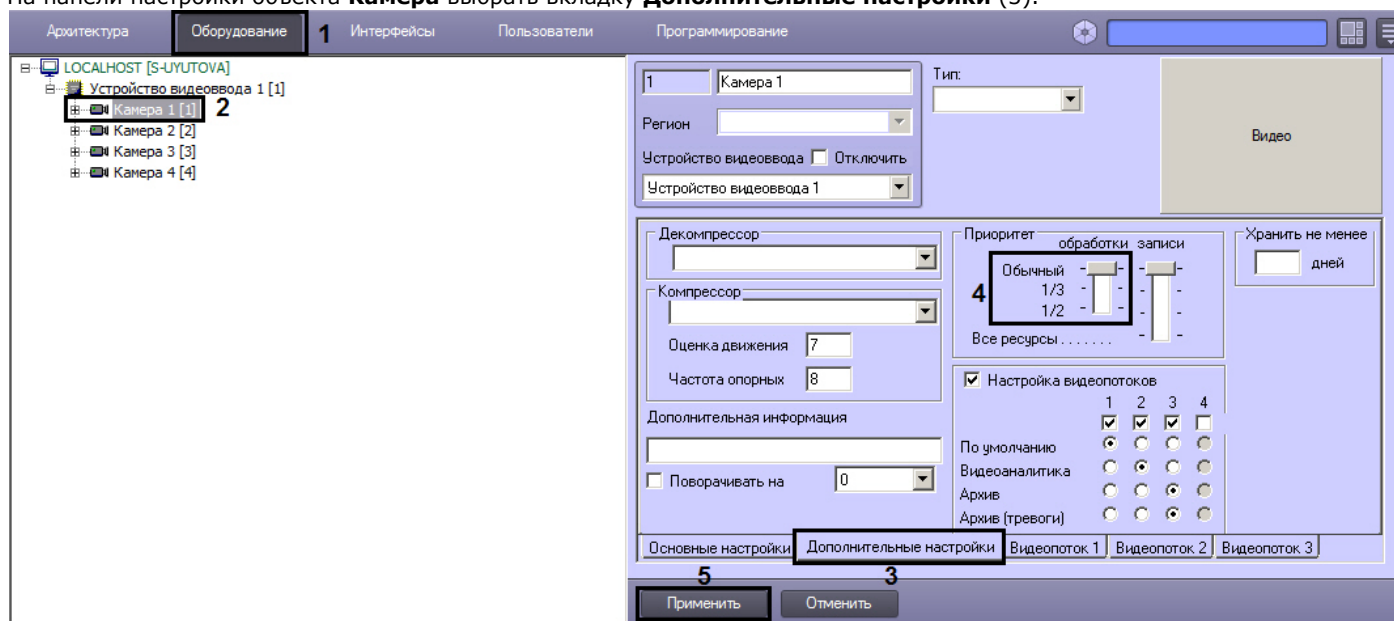 На панели настройки объекта Камера выбрать вкладку Дополнительные настройки (3).
Архитектура Оборудование 1 Интерфейсы Пользователи Программирование
LOCALHOST [S-UYUTOVA]
Устройство видеоввода 1 [1]
Камера 1 [1] 2
Камера 2 [2]
Камера 3 [3]
Камера 4 [4]
1 Камера 1
Тип:
Регион
Устройство видеоввода Отключить
Устройство видеоввода 1
Видео
Декомпрессор
Компрессор
Оценка движения 7
Частота опорных 8
Дополнительная информация
Поворачивать на 0
Приоритет
обработки записи
Обычный
4 1/3
1/2
Все ресурсы . . . . . . .
Хранить не менее
дней
Настройка видеопотоков
1 2 3 4
По умолчанию
Видеоаналитика
Архив
Архив (тревоги)
Основные настройки Дополнительные настройки Видеопоток 1 Видеопоток 2 Видеопоток 3
5 3
Применить Отменить